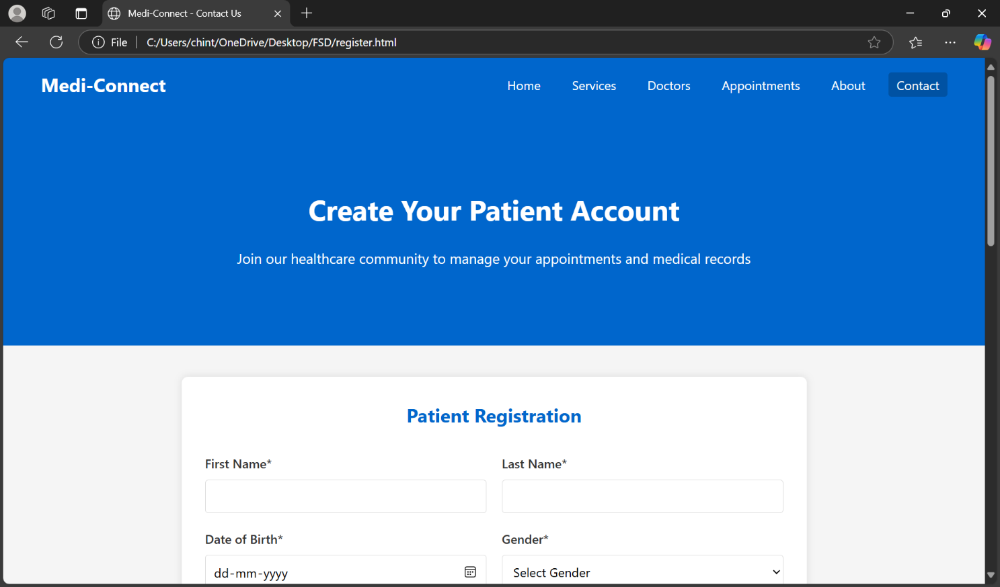 Medi-Connect - Contact Us
File C:/Users/chint/OneDrive/Desktop/FSD/register.html
Medi-Connect Home Services Doctors Appointments About Contact
Create Your Patient Account
Join our healthcare community to manage your appointments and medical records
Patient Registration
First Name* Last Name*
Date of Birth* Gender*
dd-mm-yyyy Select Gender